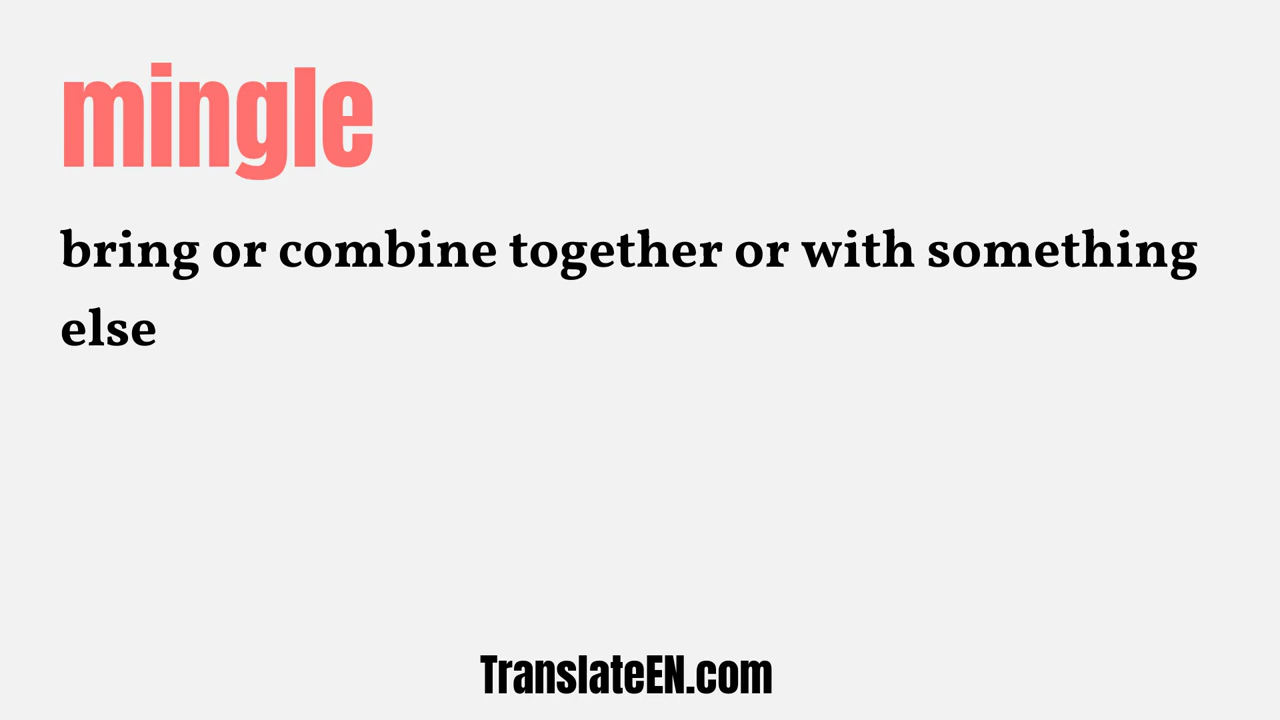 mingle
bring or combine together or with something
else
TranslateEN.com